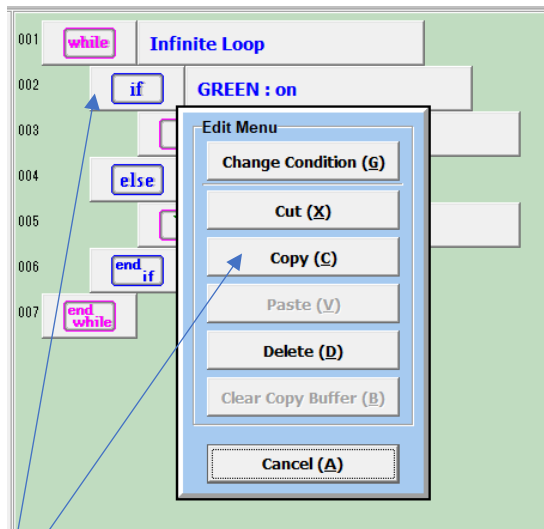 001 while Infinite Loop
002 if GREEN : on
003
004 else
005
006 end if
007 end while
Edit Menu
Change Condition (G)
Cut (X)
Copy (C)
Paste (V)
Delete (D)
Clear Copy Buffer (B)
Cancel (A)